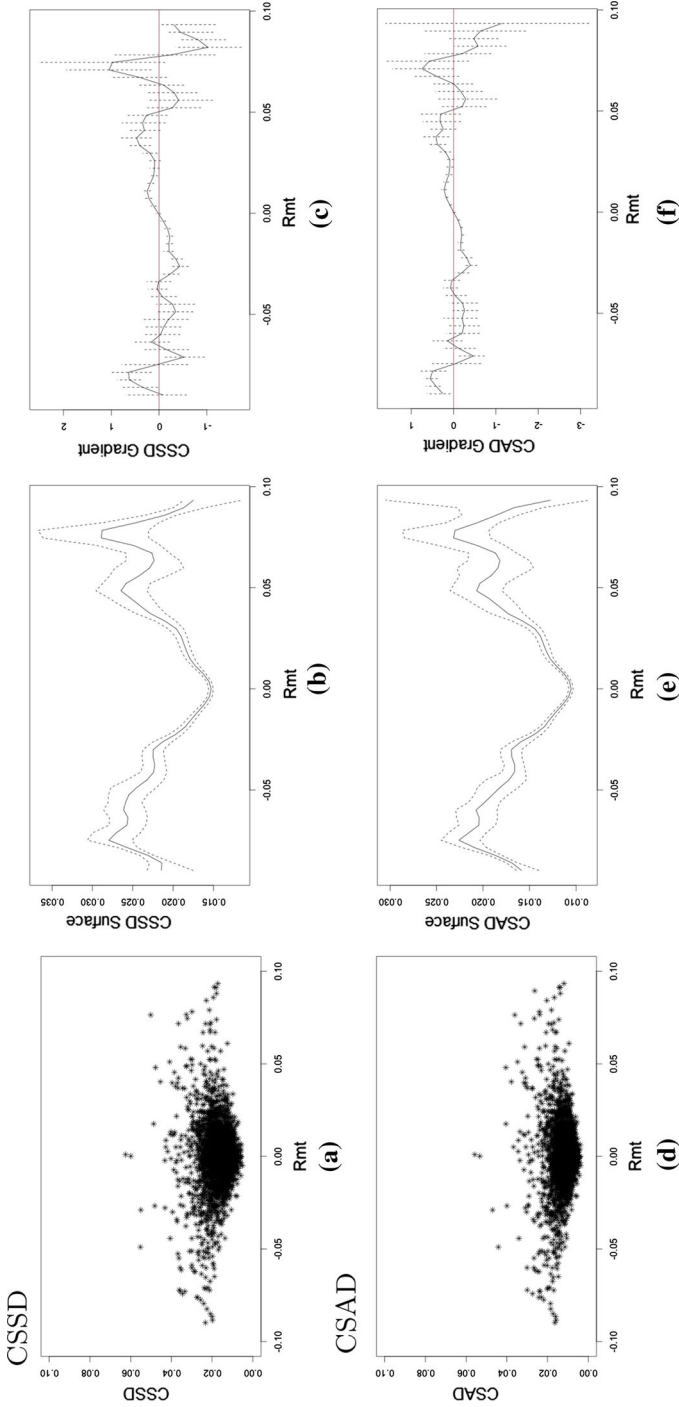 CSSD
CSSD
0.00
0.02
0.04
0.06
0.08
0.10
-0.10
-0.05
0.00
0.05
0.10
Rmt
(a)
CSSD Surface
0.015
0.020
0.025
0.030
0.035
-0.05
0.00
0.05
0.10
Rmt
(b)
CSSD Gradient
-1
0
1
2
-0.05
0.00
0.05
0.10
Rmt
(c)
CSAD
CSAD
0.00
0.02
0.04
0.06
0.08
0.10
-0.10
-0.05
0.00
0.05
0.10
Rmt
(d)
CSAD Surface
0.010
0.015
0.020
0.025
0.030
-0.05
0.00
0.05
0.10
Rmt
(e)
CSAD Gradient
-3
-2
-1
0
1
-0.05
0.00
0.05
0.10
Rmt
(f)